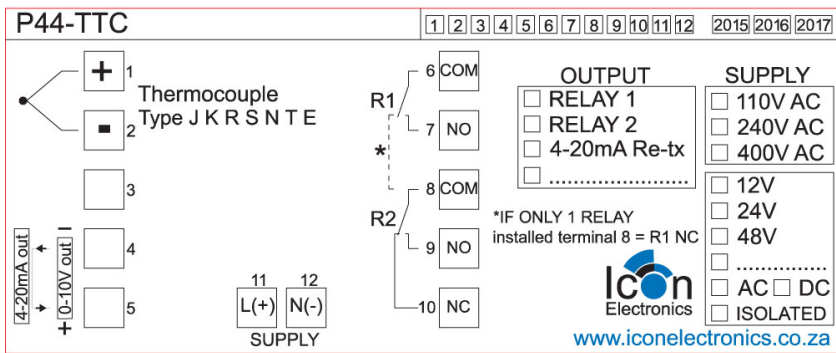 P44-TTC
1 2 3 4 5 6 7 8 9 10 11 12 2015 2016 2017
+ 1
- 2
Thermocouple
Type J K R S N T E
3
4
5
4-20mA out
+ 0-10V out -
11 12
L(+) N(-)
SUPPLY
R1
6 COM
7 NO
*
R2
8 COM
9 NO
10 NC
OUTPUT
RELAY 1
RELAY 2
4-20mA Re-tx
.......................
*IF ONLY 1 RELAY
installed terminal 8 = R1 NC
SUPPLY
110V AC
240V AC
400V AC
12V
24V
48V
...............
AC DC
ISOLATED
Icon
Electronics
www.iconelectronics.co.za